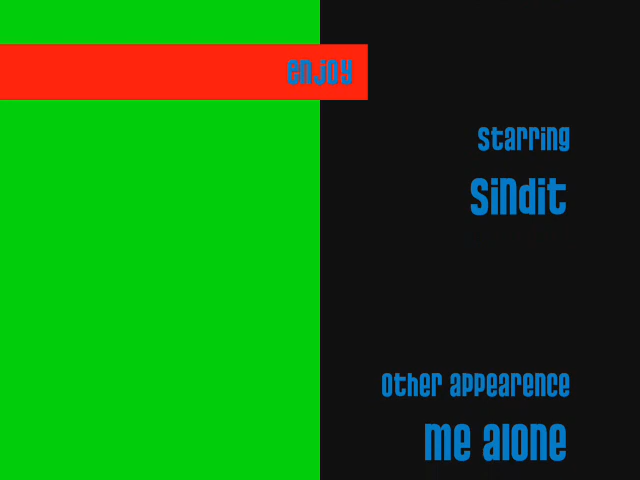 enjoy
starring
sindit
other appearence
me alone